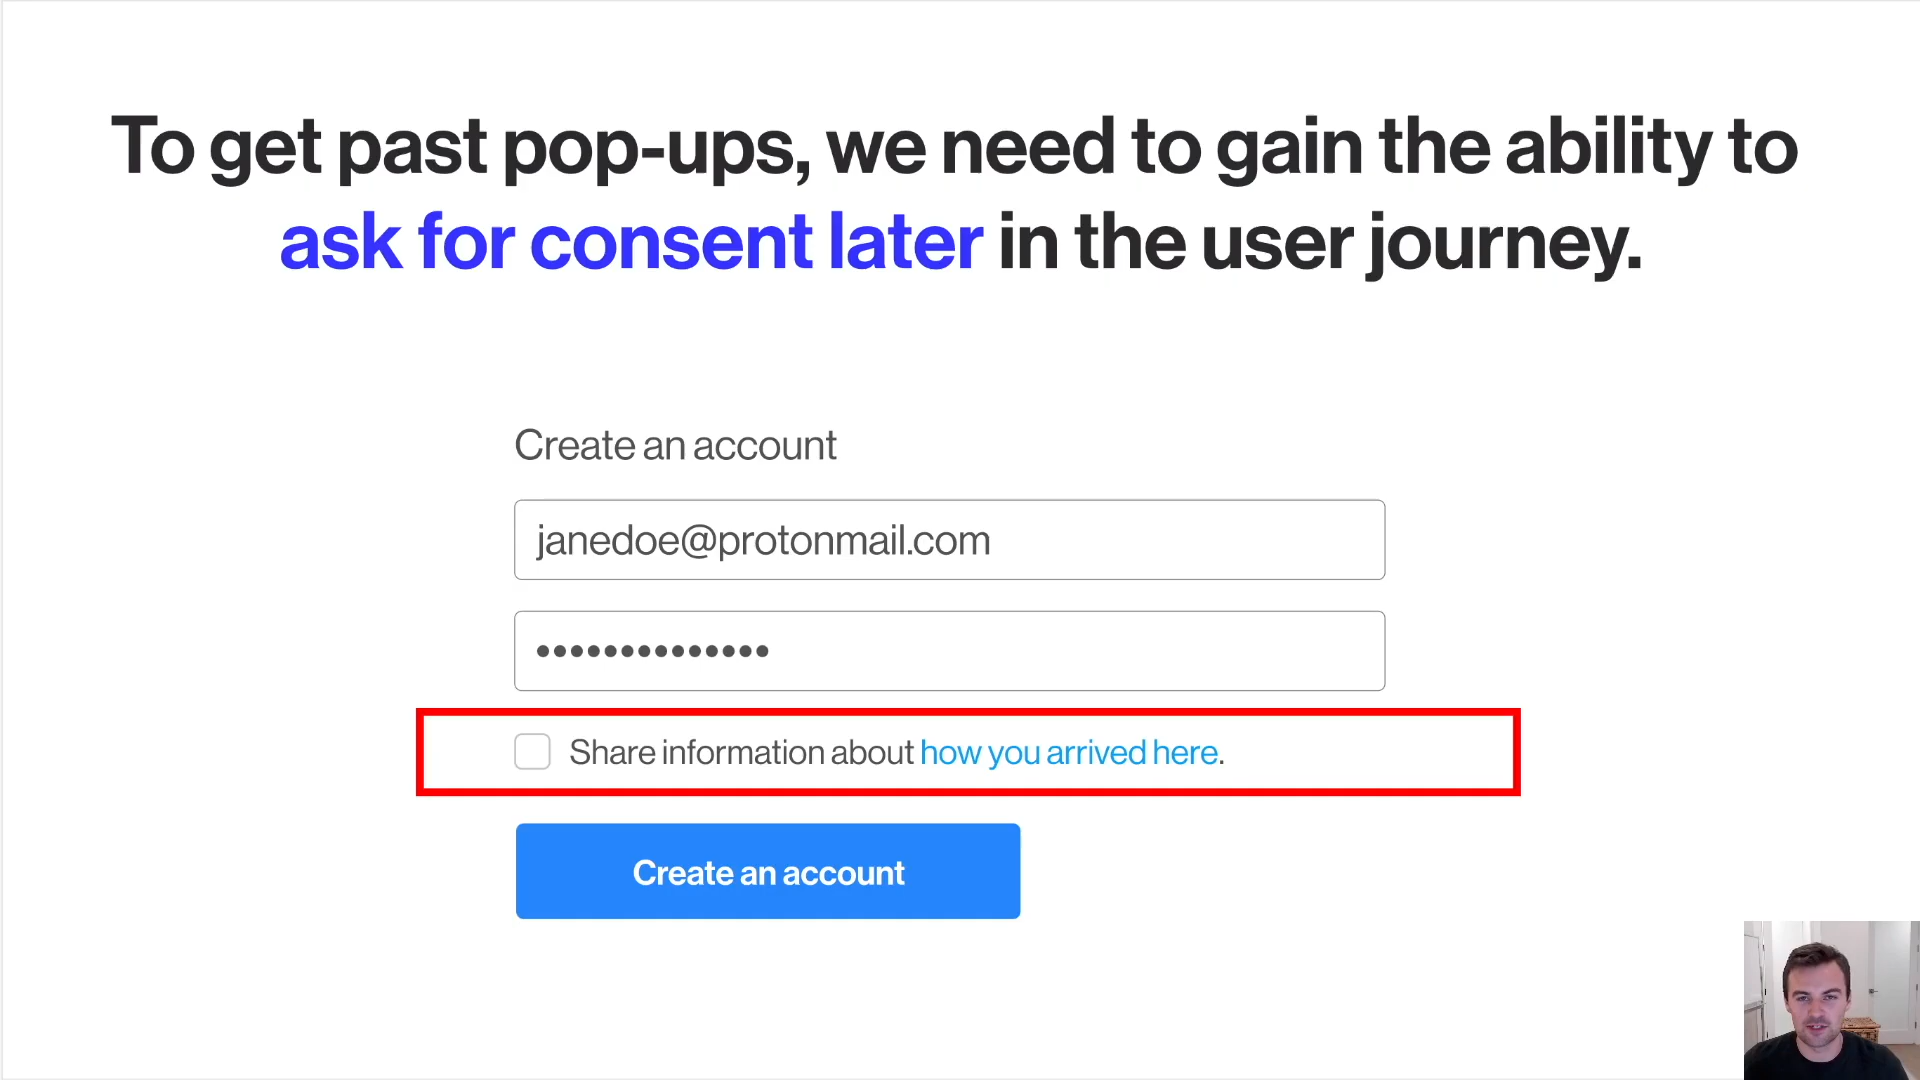 To get past pop-ups, we need to gain the ability to
ask for consent later in the user journey.
Create an account
janedoe@protonmail.com
••••••••••••••
Share information about how you arrived here.
Create an account